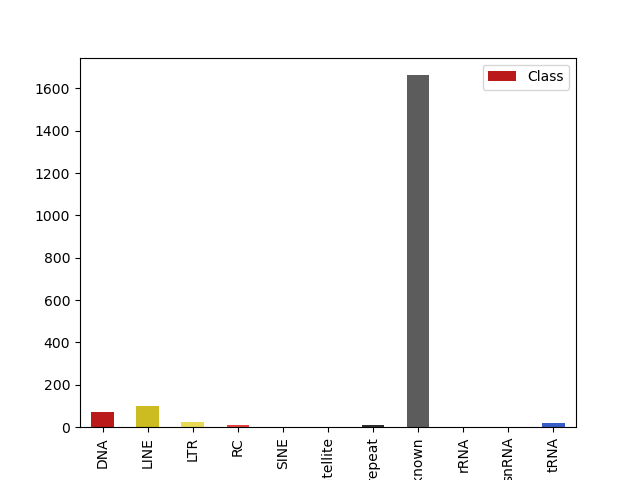 Class
1600
1400
1200
1000
800
600
400
200
0
DNA
LINE
LTR
RC
SINE
tellite
repeat
known
rRNA
snRNA
tRNA